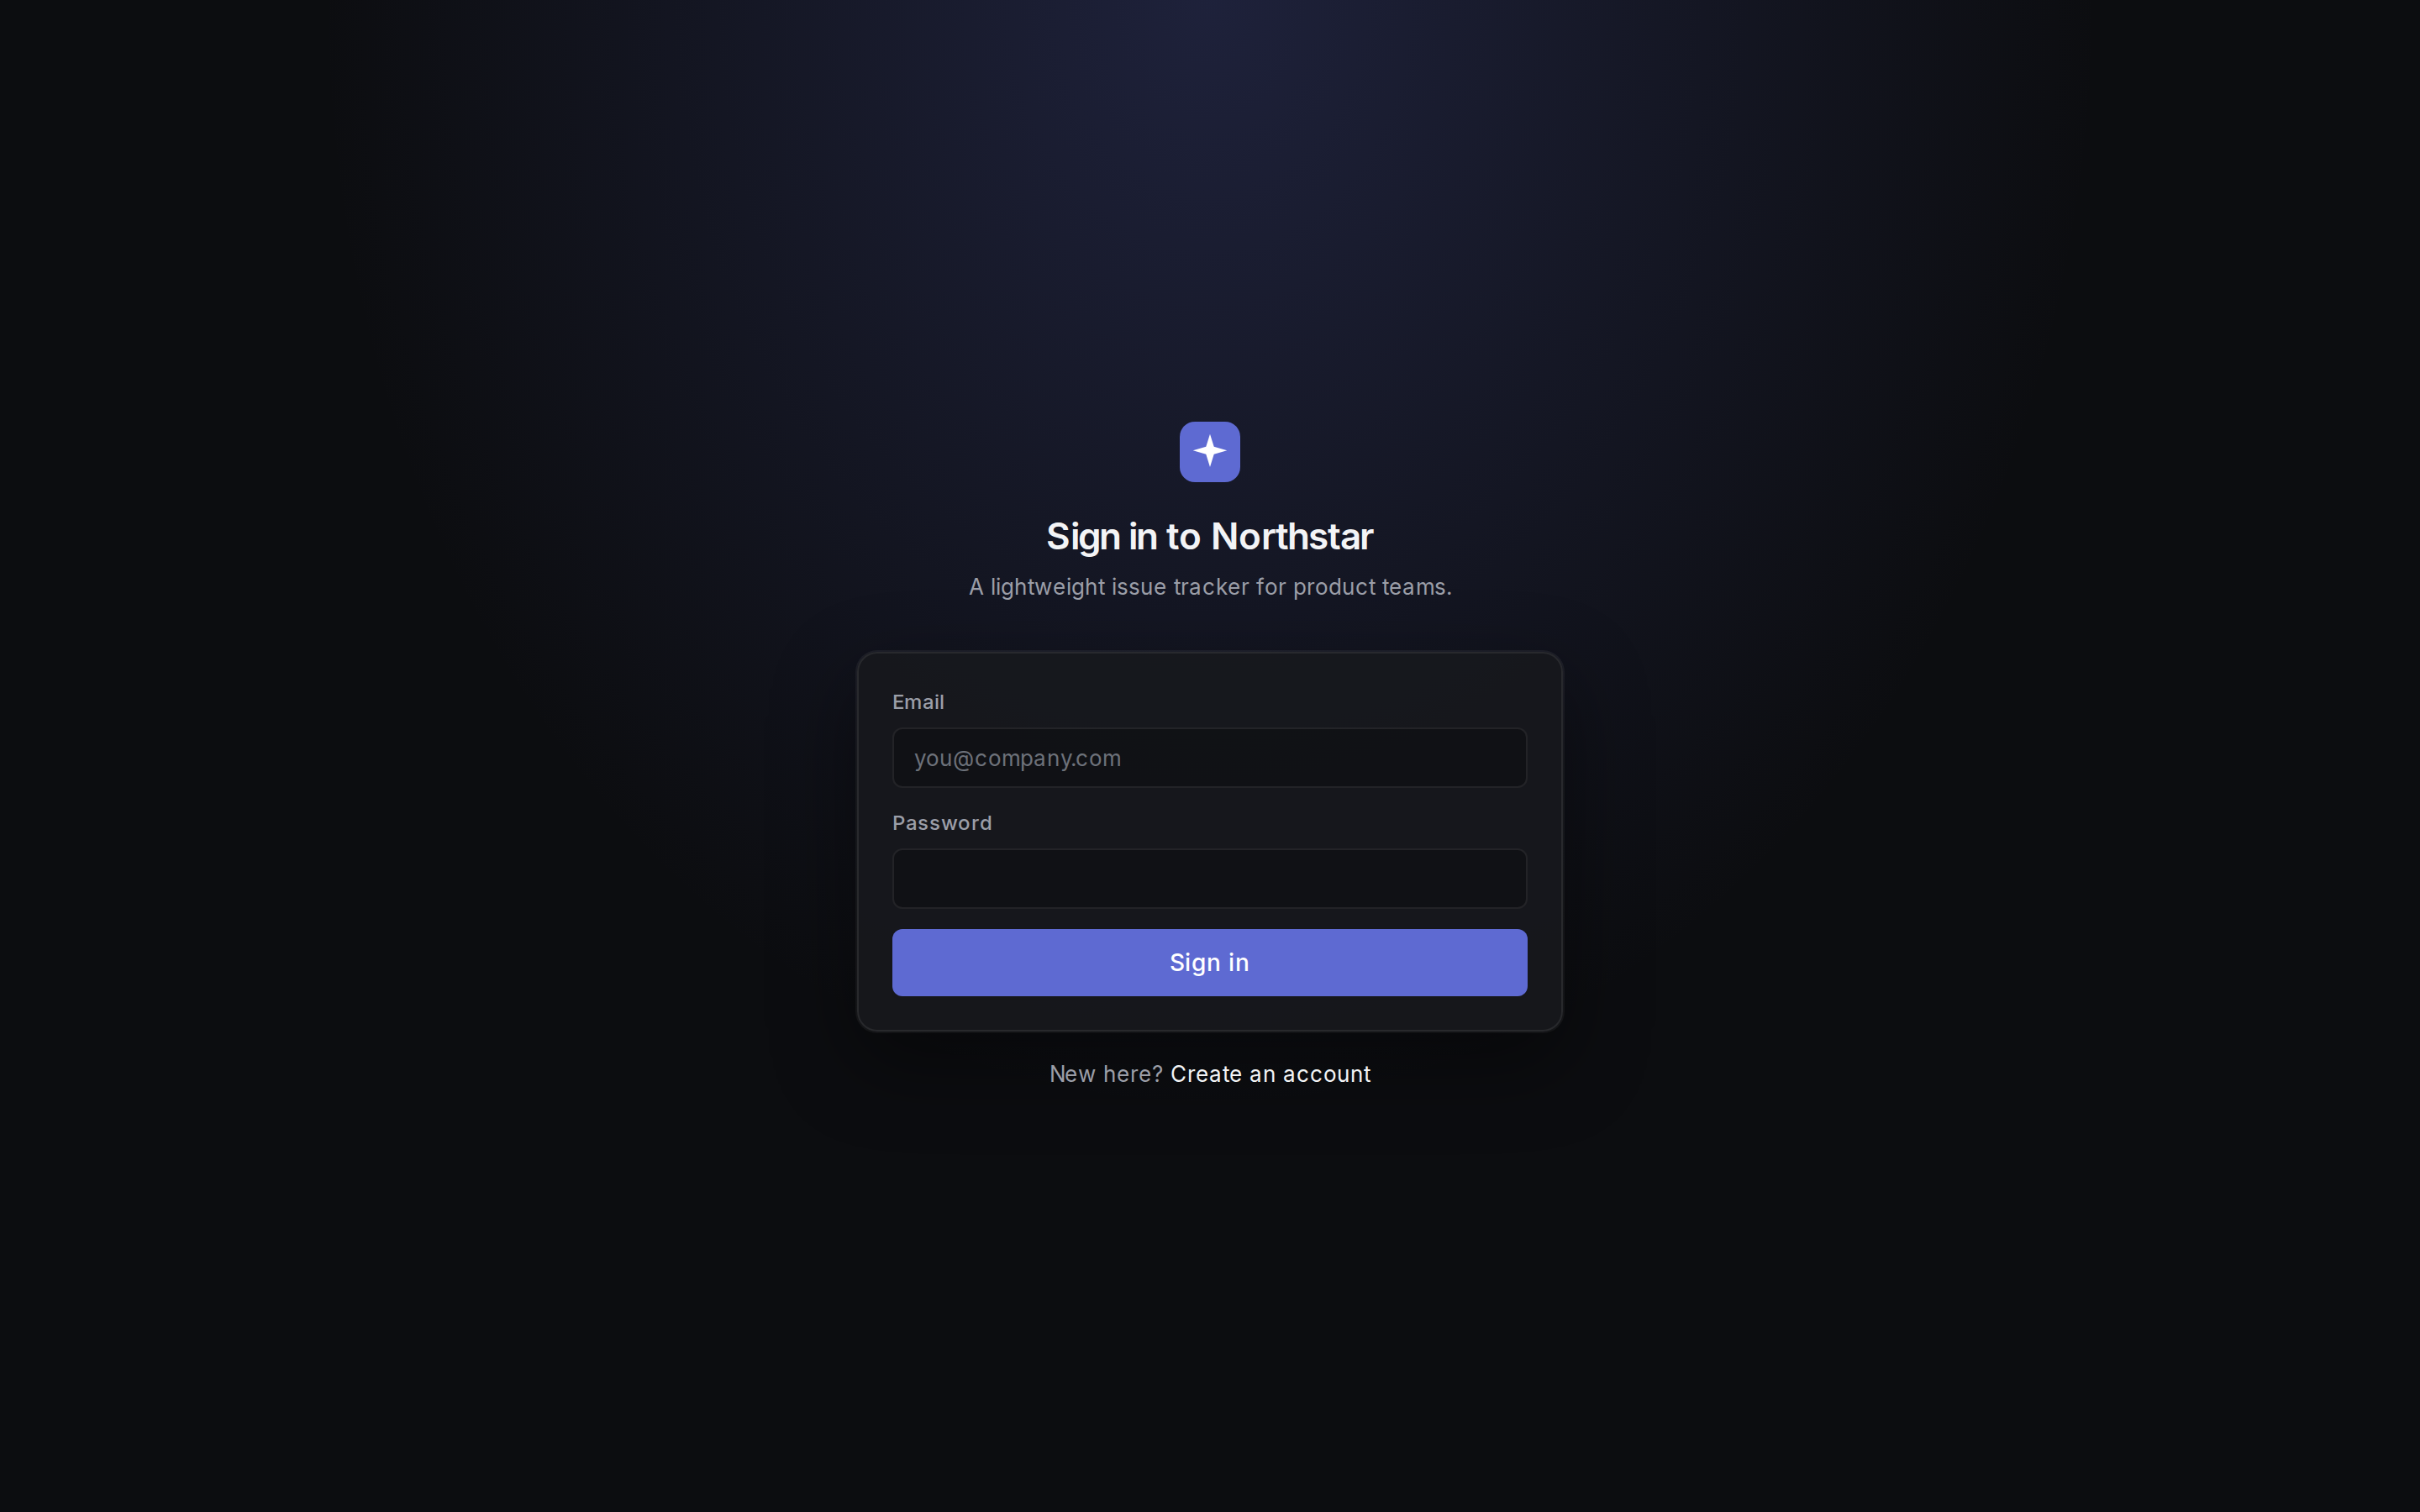 Sign in to Northstar
A lightweight issue tracker for product teams.
Email
you@company.com
Password
Sign in
New here? Create an account